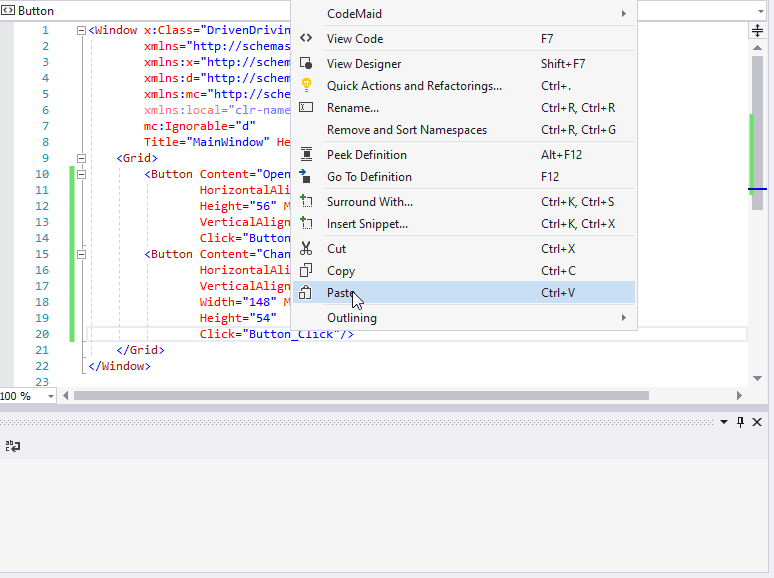 Button
CodeMaid
View Code F7
View Designer Shift+F7
Quick Actions and Refactorings... Ctrl+.
Rename... Ctrl+R, Ctrl+R
Remove and Sort Namespaces Ctrl+R, Ctrl+G
Peek Definition Alt+F12
Go To Definition F12
Surround With... Ctrl+K, Ctrl+S
Insert Snippet... Ctrl+K, Ctrl+X
Cut Ctrl+X
Copy Ctrl+C
Paste Ctrl+V
Outlining
1 <Window x:Class="DrivenDrivin
2 xmlns="http://schemas
3 xmlns:x="http://schem
4 xmlns:d="http://schem
5 xmlns:mc="http://sche
6 xmlns:local="clr-name
7 mc:Ignorable="d"
8 Title="MainWindow" He
9 <Grid>
10 <Button Content="Open
11 HorizontalAli
12 Height="56" M
13 VerticalAlign
14 Click="Button
15 <Button Content="Chan
16 HorizontalAli
17 VerticalAlign
18 Width="148" M
19 Height="54"
20 Click="Button_Click"/>
21 </Grid>
22 </Window>
23
100 %